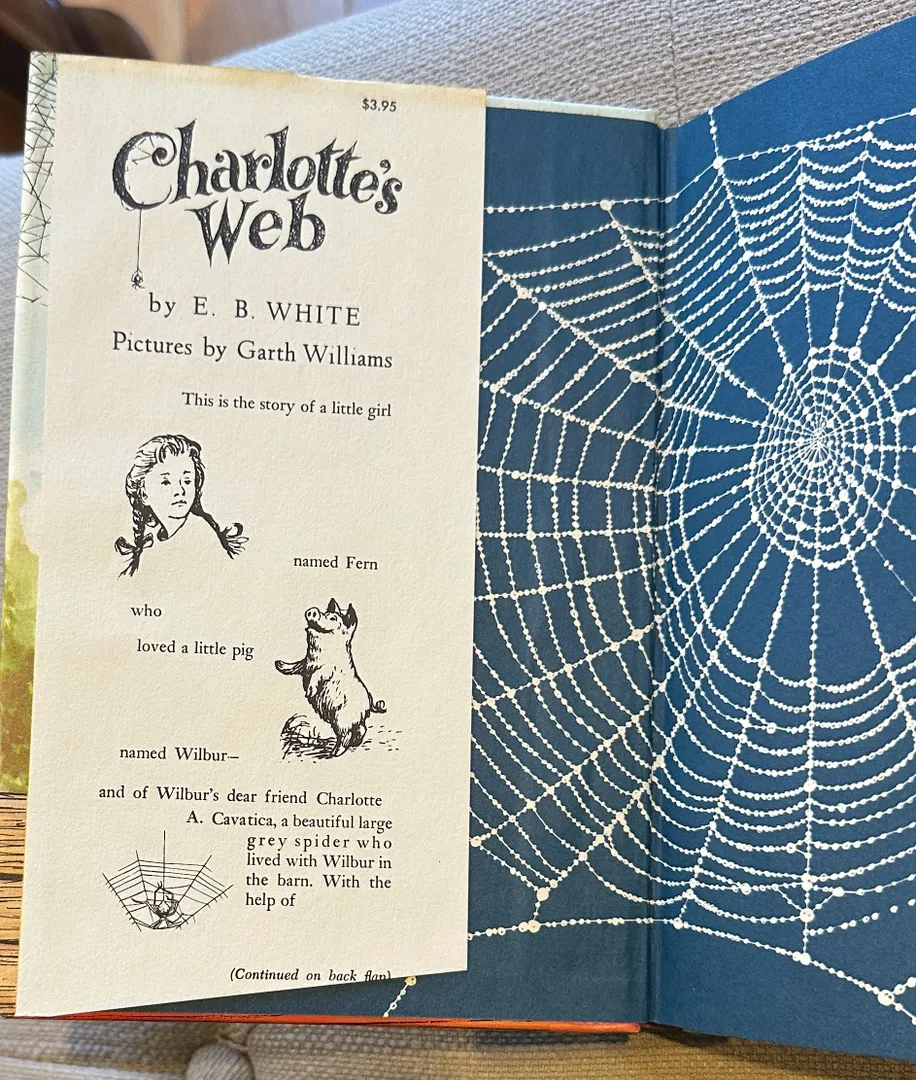 $3.95
Charlotte's
Web
by E. B. WHITE
Pictures by Garth Williams
This is the story of a little girl
named Fern
who
loved a little pig
named Wilbur—
and of Wilbur's dear friend Charlotte
A. Cavatica, a beautiful large
grey spider who
lived with Wilbur in
the barn. With the
help of
(Continued on back flap)